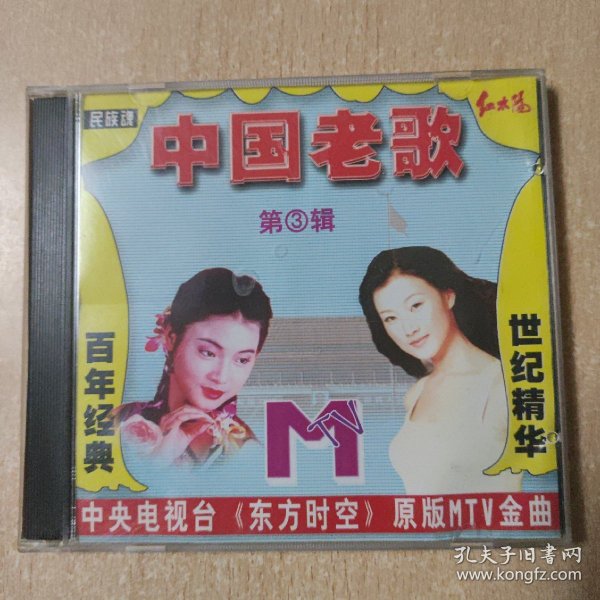 民族魂
红太阳
中国老歌
第③辑
百年经典
世纪精华
MTV
中央电视台《东方时空》原版MTV金曲
孔夫子旧书网
www.kongfz.com